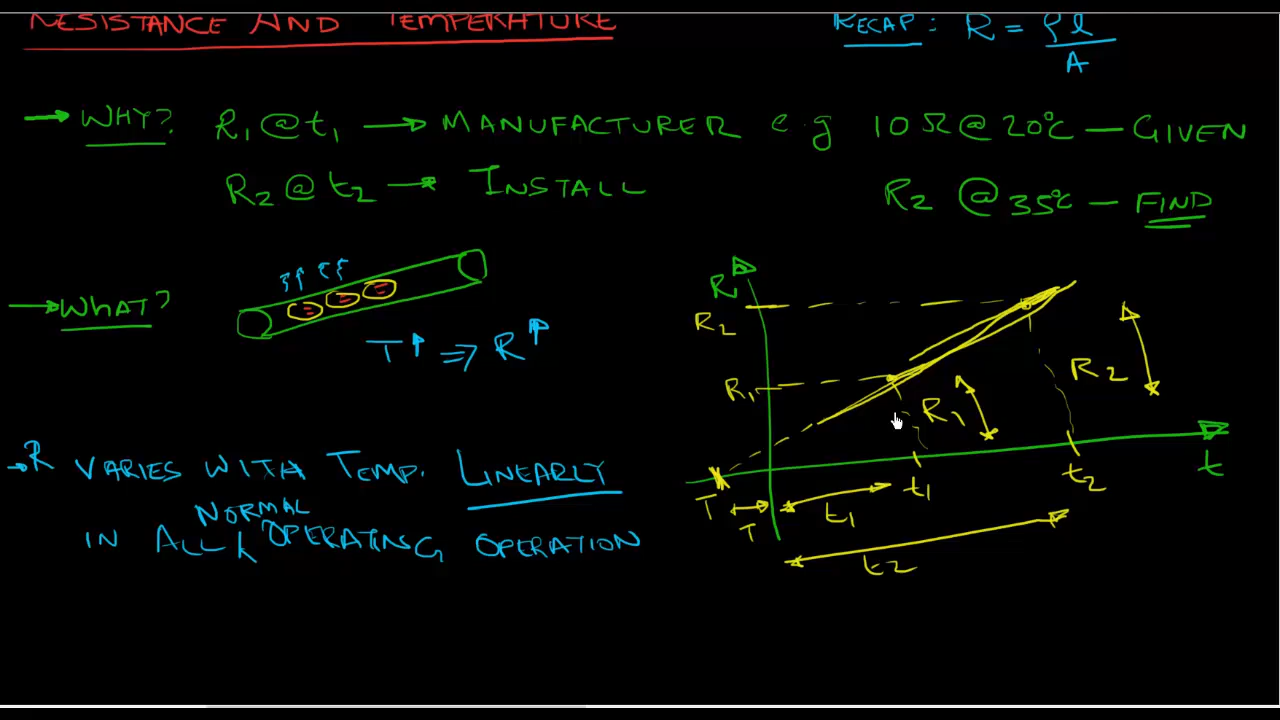 RESISTANCE AND TEMPERATURE
RECAP: R = ρl
A
→ WHY? R1 @ t1 → MANUFACTURER e.g 10 Ω @ 20°C — GIVEN
R2 @ t2 → INSTALL R2 @ 35°C — FIND
→ WHAT?
T↑ ⇒ R↑
R
R2
R1
R1
R2
t
T
T
t1
t1
t2
t2
→ R VARIES WITH TEMP. LINEARLY
NORMAL
IN ALL OPERATING OPERATION